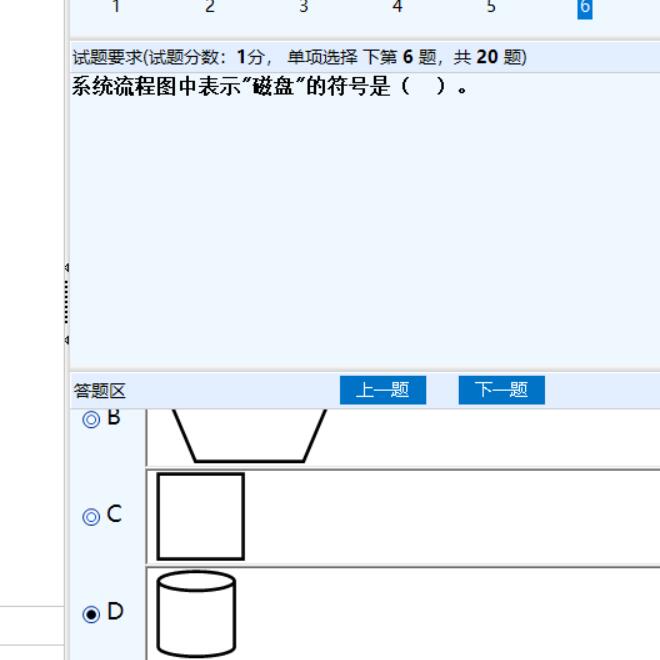 1 2 3 4 5 6
试题要求(试题分数：1分， 单项选择 下第 6 题，共 20 题)
系统流程图中表示"磁盘"的符号是（　）。
答题区 上一题 下一题
B
C
D